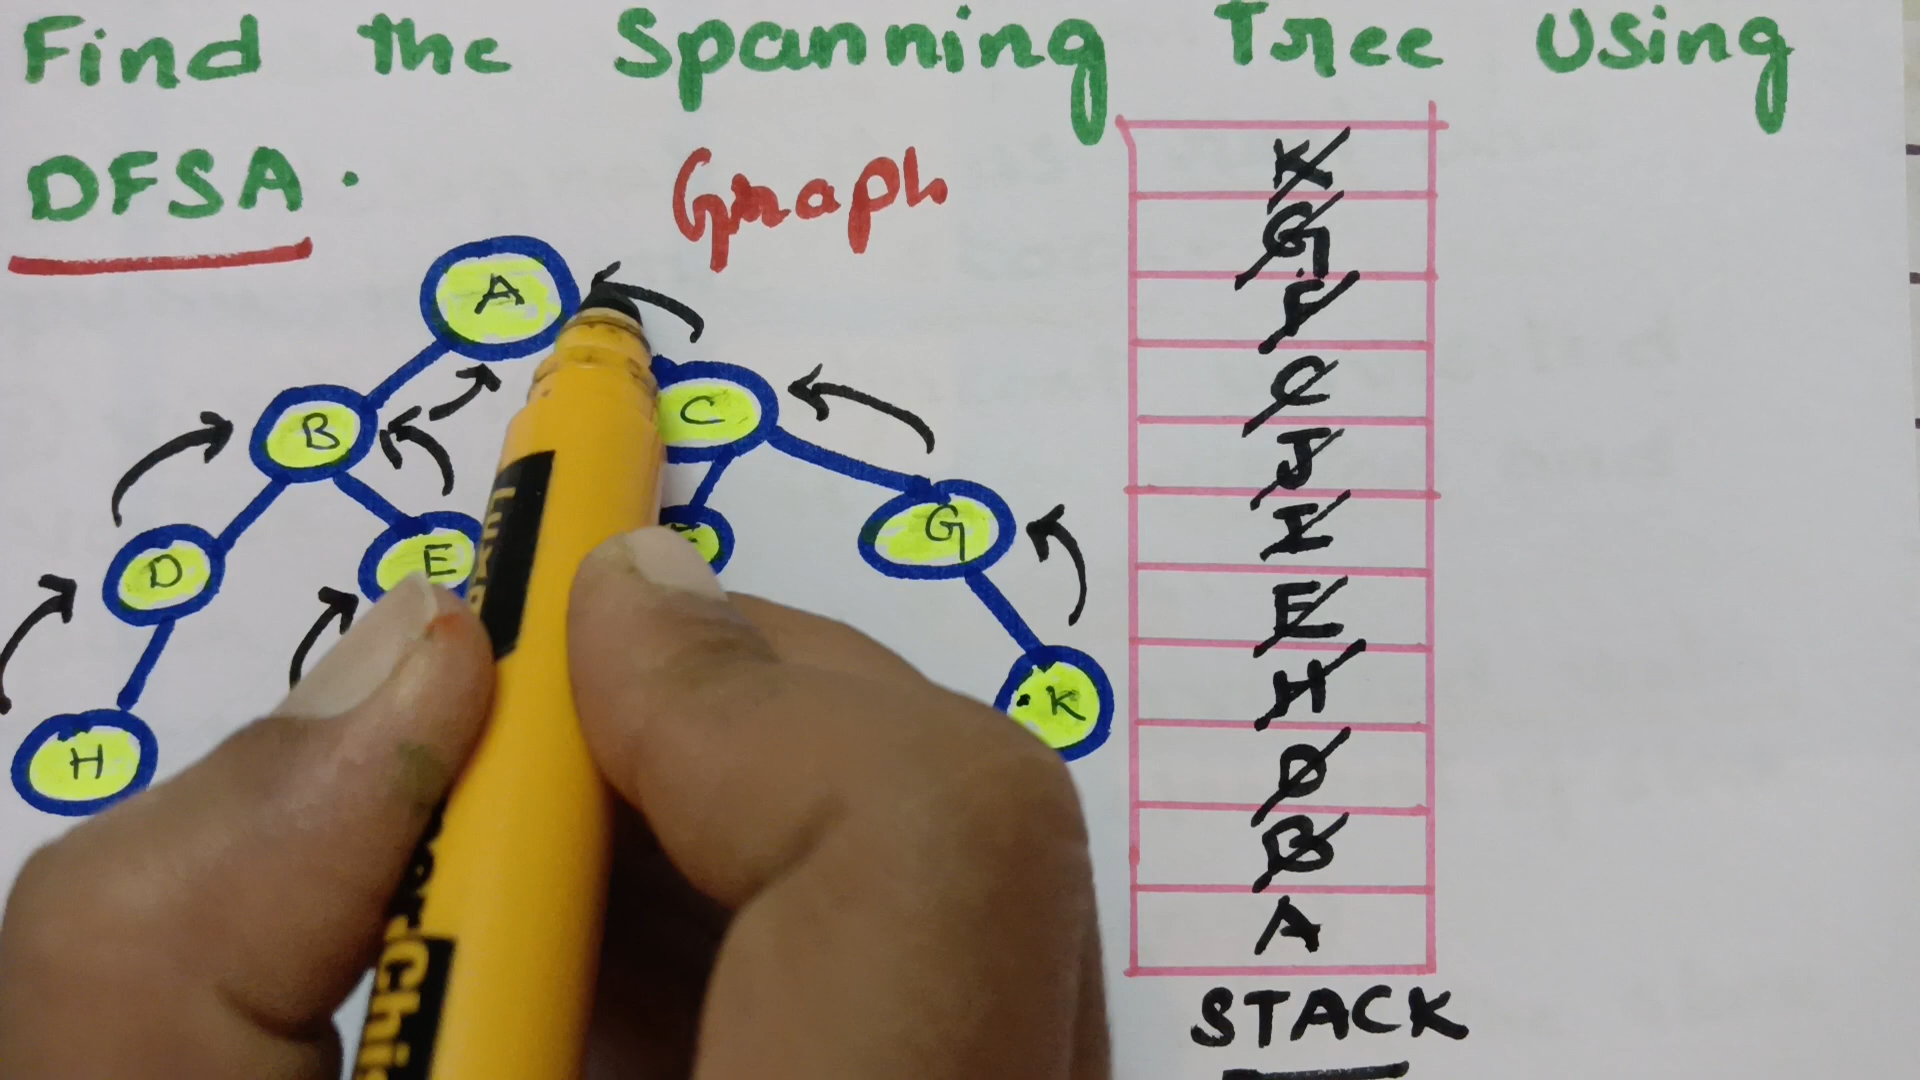 Find the Spanning Tree Using
DFSA.
Graph
A
B
C
D
E
G
H
K
K
G
F
C
J
I
E
H
D
B
A
STACK